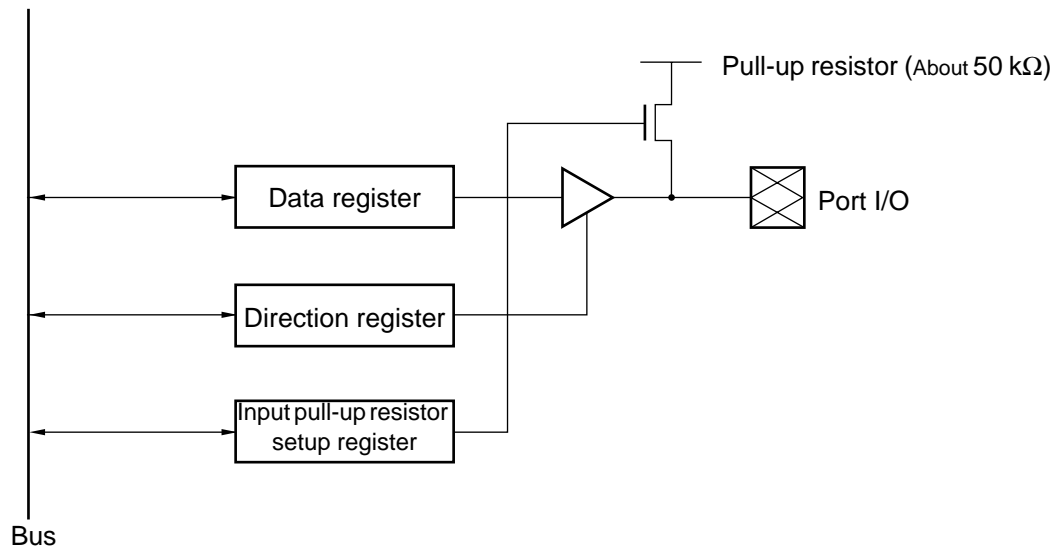 Pull-up resistor (About 50 kΩ)
Data register
Port I/O
Direction register
Input pull-up resistor
setup register
Bus